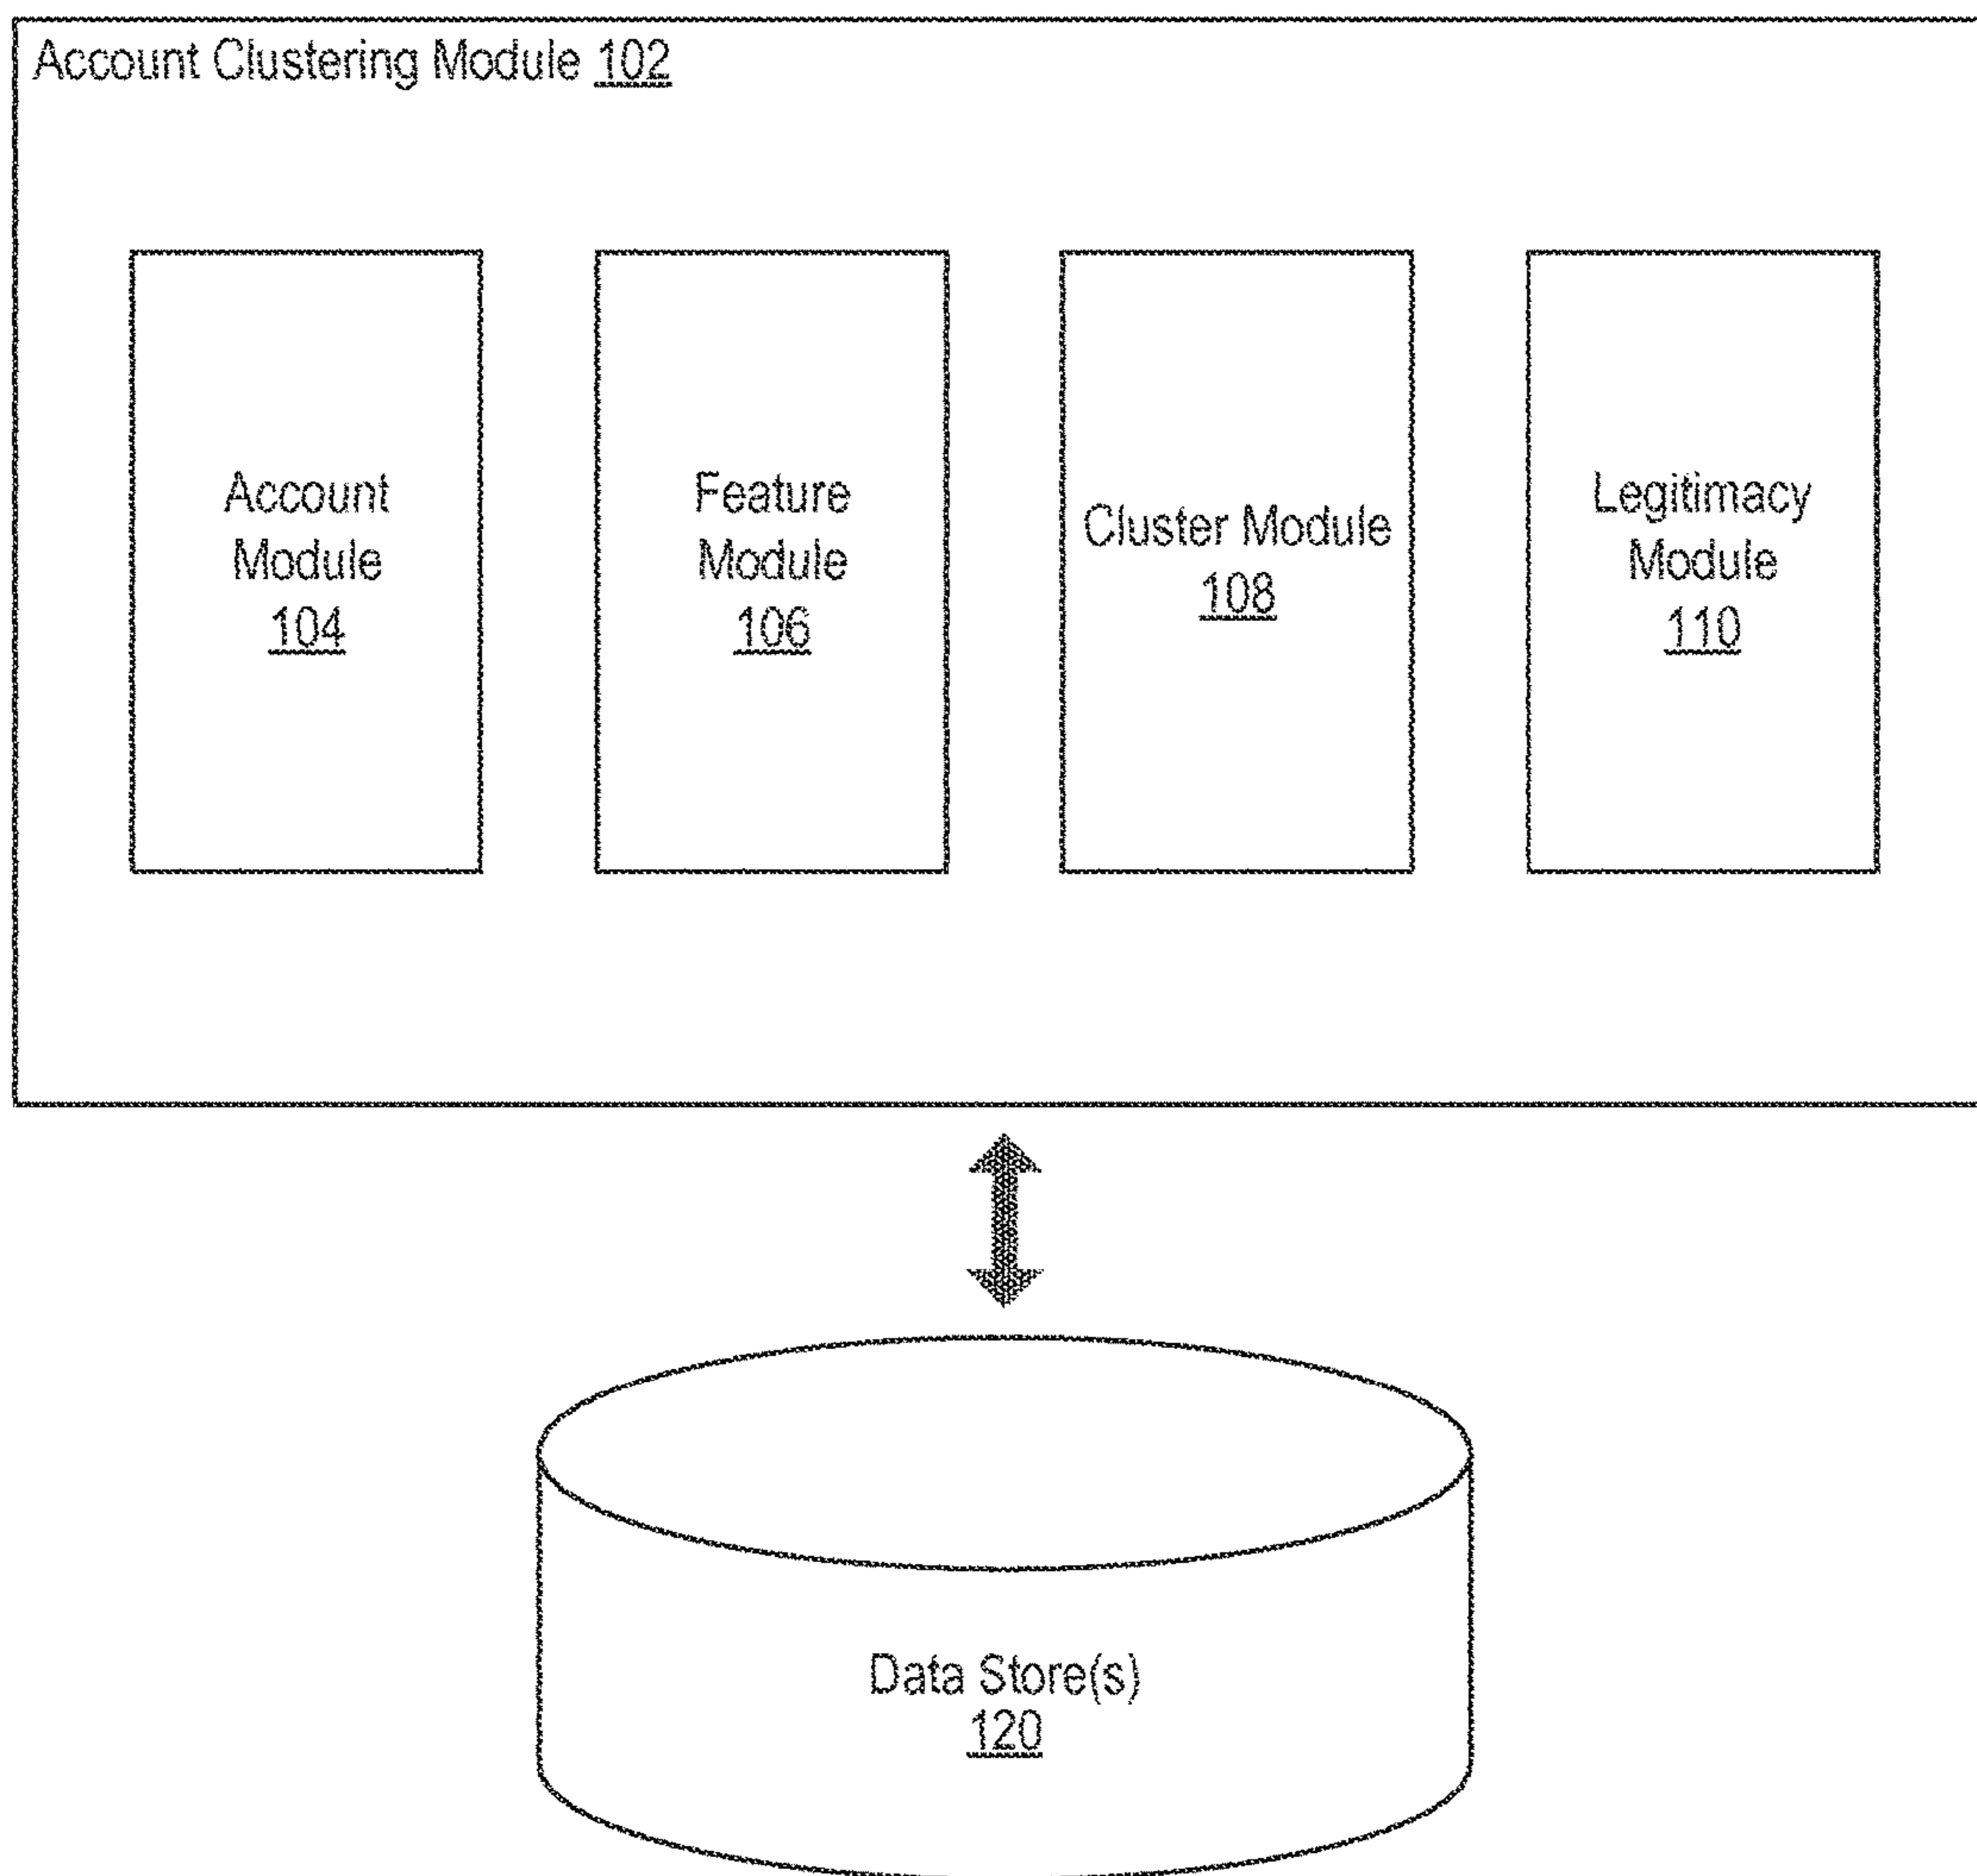 Account Clustering Module 102
Account
Module
104
Feature
Module
106
Cluster Module
108
Legitimacy
Module
110
Data Store(s)
120